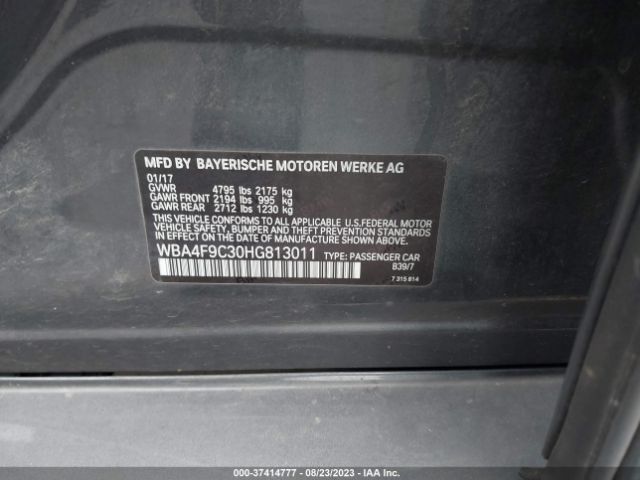 MFD BY BAYERISCHE MOTOREN WERKE AG
01/17
GVWR 4795 lbs 2175 kg
GAWR FRONT 2194 lbs 995 kg
GAWR REAR 2712 lbs 1230 kg
THIS VEHICLE CONFORMS TO ALL APPLICABLE U.S.FEDERAL MOTOR
VEHICLE SAFETY, BUMPER, AND THEFT PREVENTION STANDARDS
IN EFFECT ON THE DATE OF MANUFACTURE SHOWN ABOVE.
WBA4F9C30HG813011 TYPE: PASSENGER CAR
B39/7
7 315 814
000-37414777 - 08/23/2023 - IAA Inc.